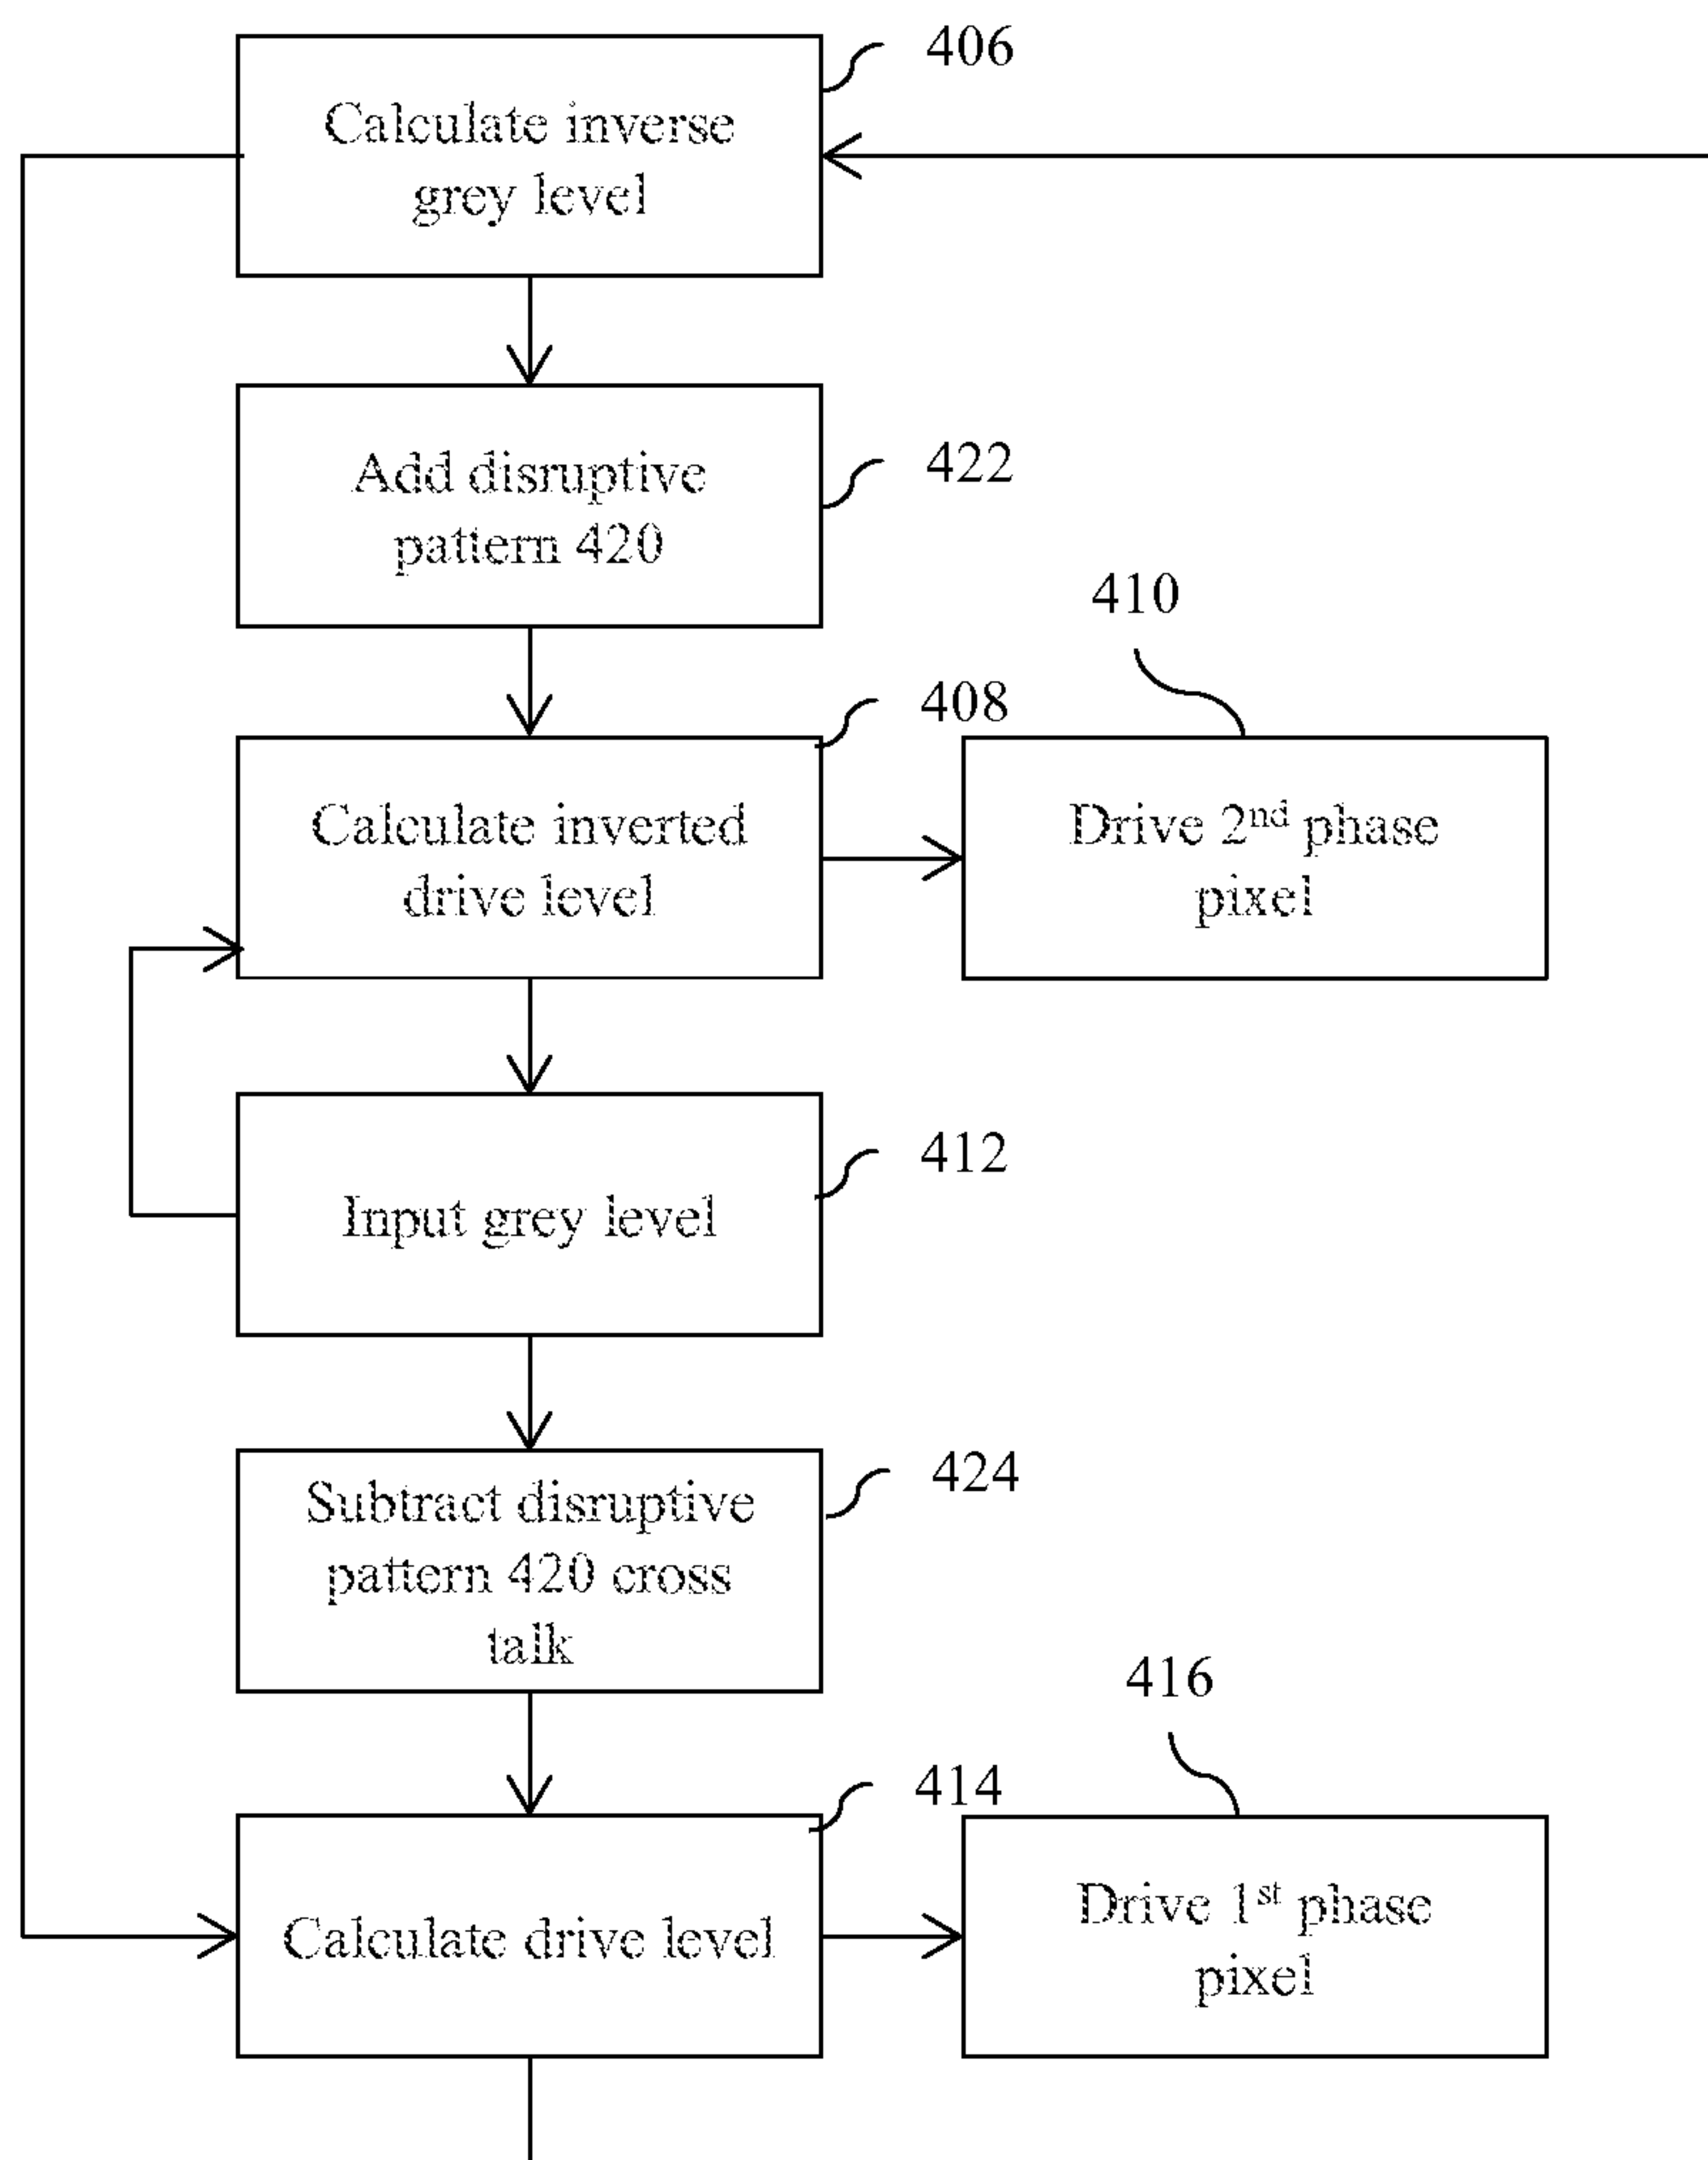 406
Calculate inverse
grey level
422
Add disruptive
pattern 420
410
408
Calculate inverted
drive level
Drive 2nd phase
pixel
412
Input grey level
424
Subtract disruptive
pattern 420 cross
talk
416
414
Calculate drive level
Drive 1st phase
pixel